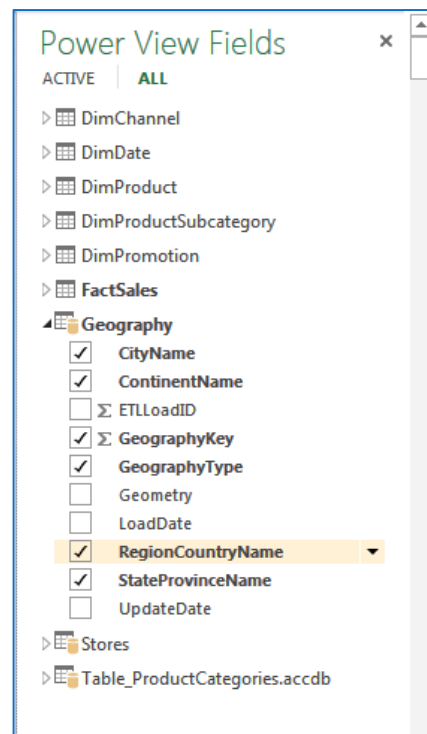 Power View Fields
ACTIVE ALL
DimChannel
DimDate
DimProduct
DimProductSubcategory
DimPromotion
FactSales
Geography
CityName
ContinentName
Σ ETLLoadID
Σ GeographyKey
GeographyType
Geometry
LoadDate
RegionCountryName
StateProvinceName
UpdateDate
Stores
Table_ProductCategories.accdb